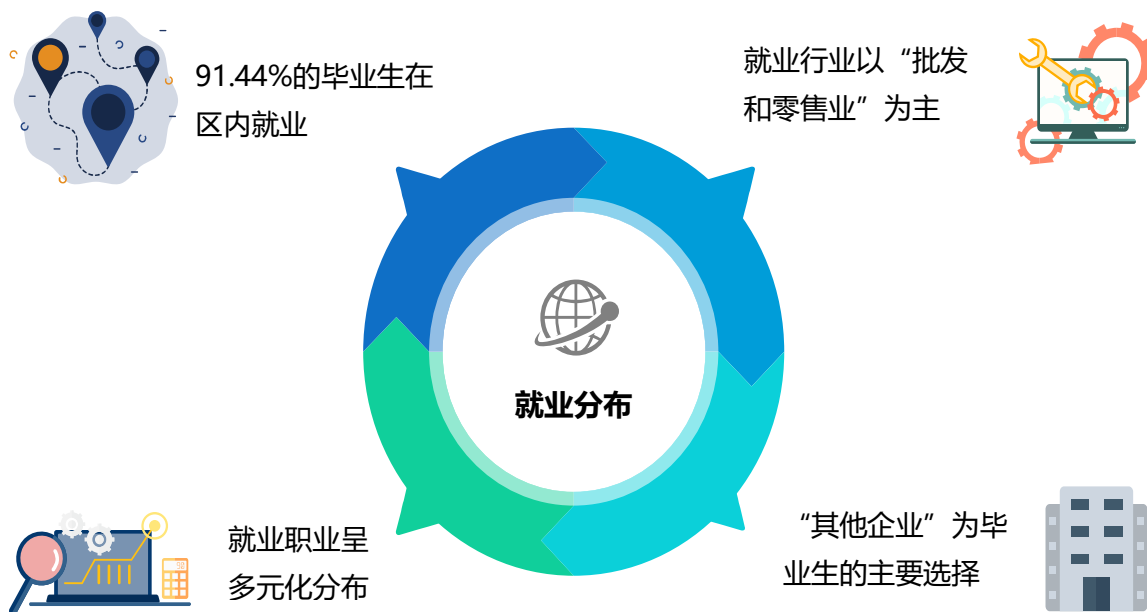 91.44%的毕业生在
区内就业
就业行业以“批发
和零售业”为主
就业分布
就业职业呈
多元化分布
“其他企业”为毕
业生的主要选择